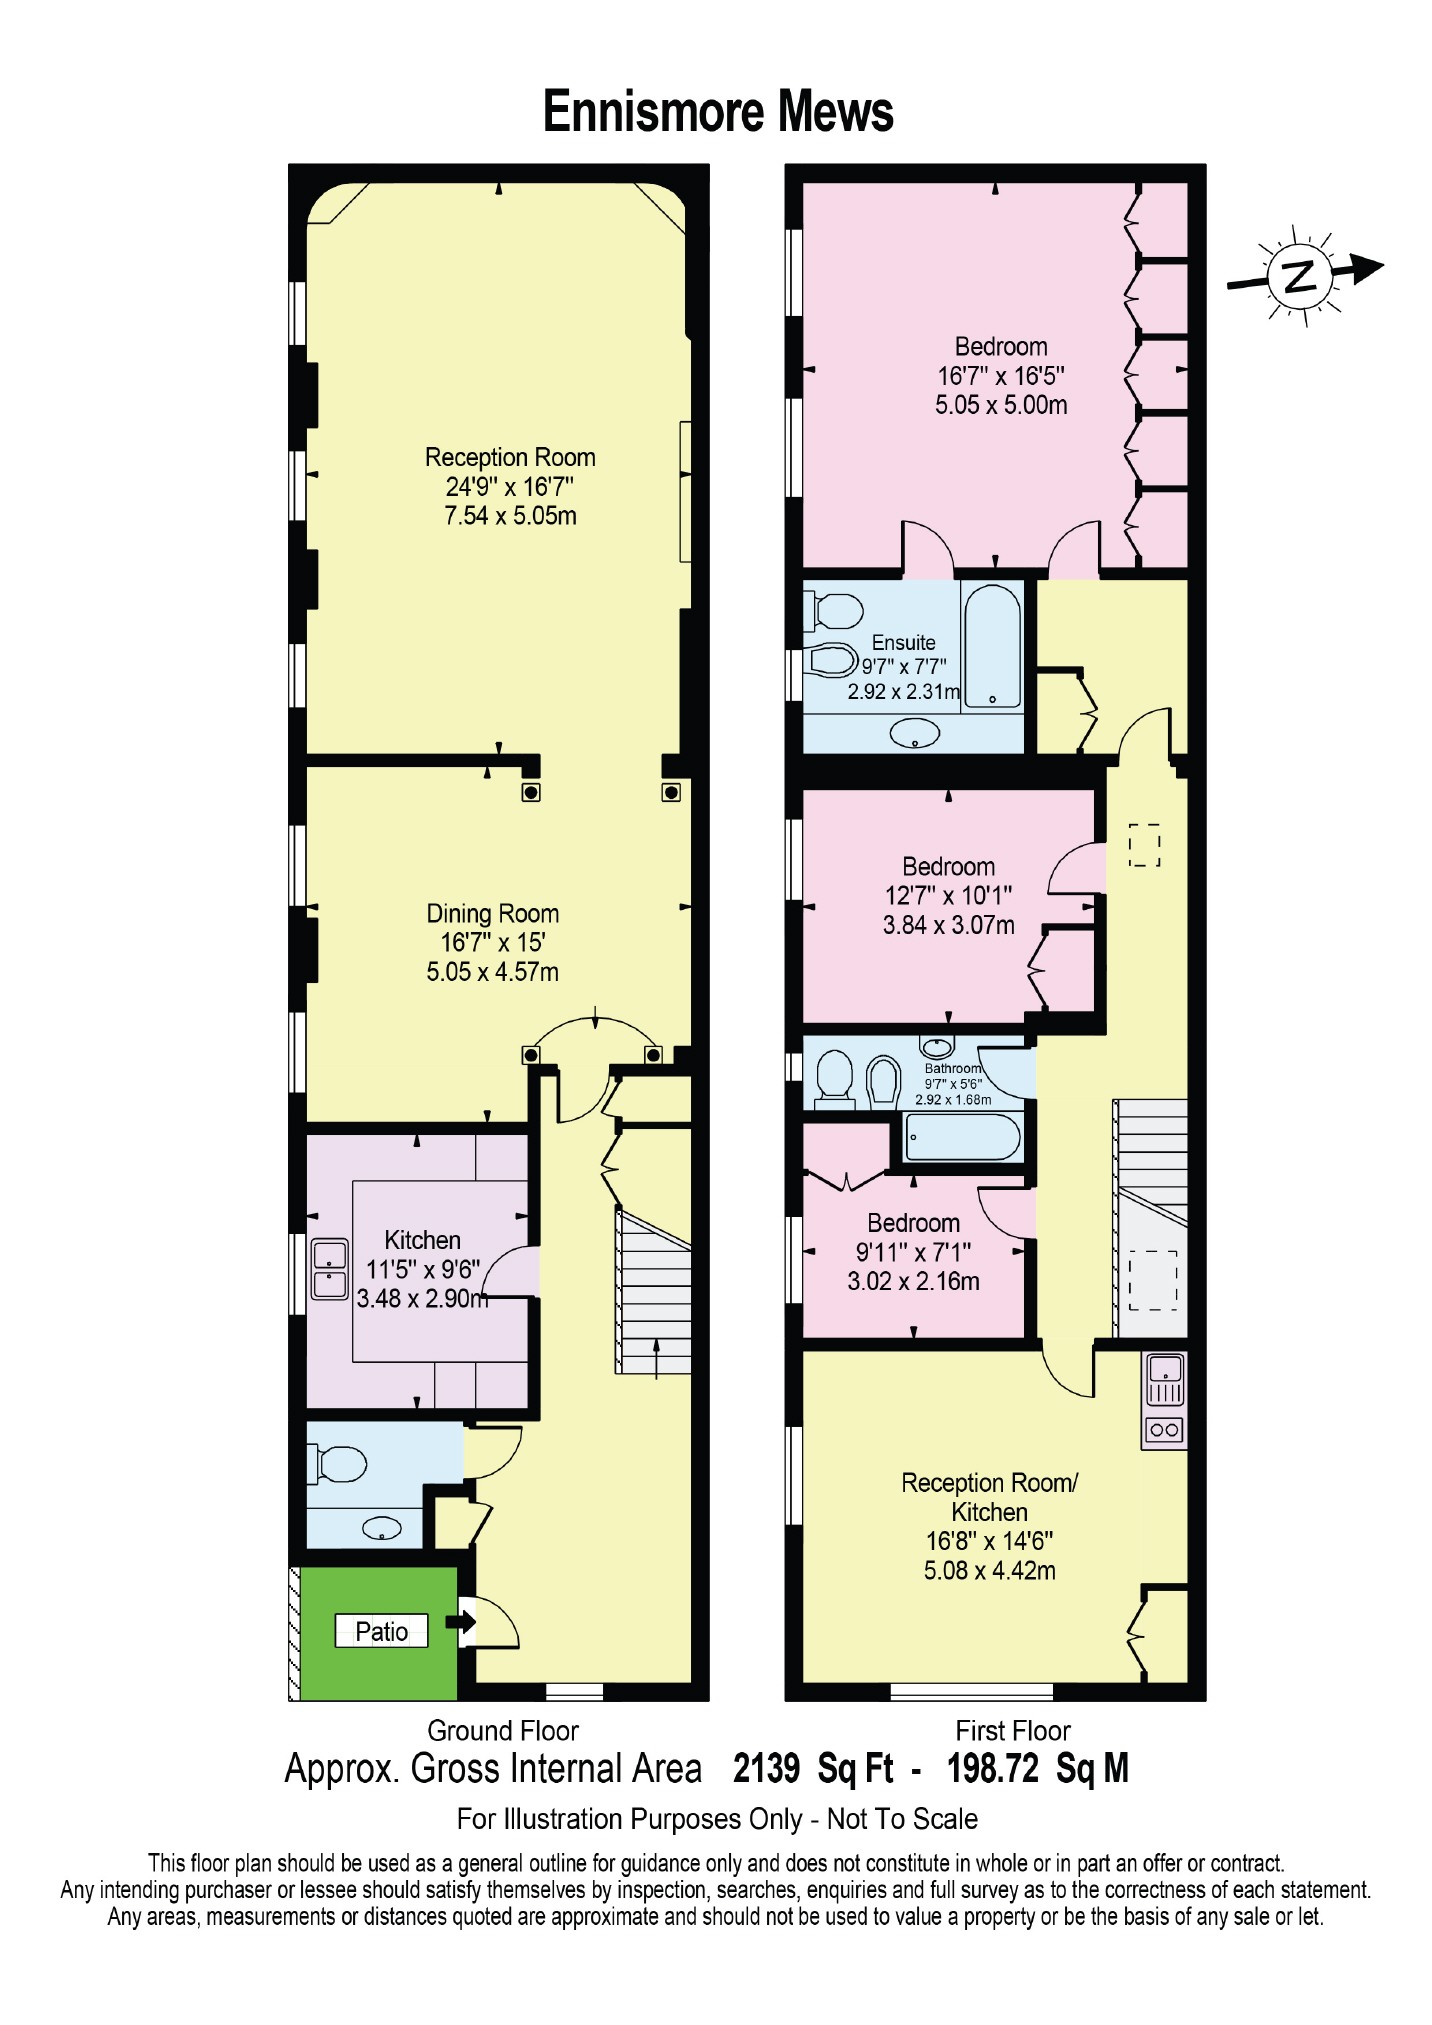 Ennismore Mews
N
Reception Room
24'9" x 16'7"
7.54 x 5.05m
Dining Room
16'7" x 15'
5.05 x 4.57m
Kitchen
11'5" x 9'6"
3.48 x 2.90m
Patio
Ground Floor
Bedroom
16'7" x 16'5"
5.05 x 5.00m
Ensuite
9'7" x 7'7"
2.92 x 2.31m
Bedroom
12'7" x 10'1"
3.84 x 3.07m
Bathroom
9'7" x 5'6"
2.92 x 1.68m
Bedroom
9'11" x 7'1"
3.02 x 2.16m
Reception Room/
Kitchen
16'8" x 14'6"
5.08 x 4.42m
First Floor
Approx. Gross Internal Area 2139 Sq Ft - 198.72 Sq M
For Illustration Purposes Only - Not To Scale
This floor plan should be used as a general outline for guidance only and does not constitute in whole or in part an offer or contract.
Any intending purchaser or lessee should satisfy themselves by inspection, searches, enquiries and full survey as to the correctness of each statement.
Any areas, measurements or distances quoted are approximate and should not be used to value a property or be the basis of any sale or let.